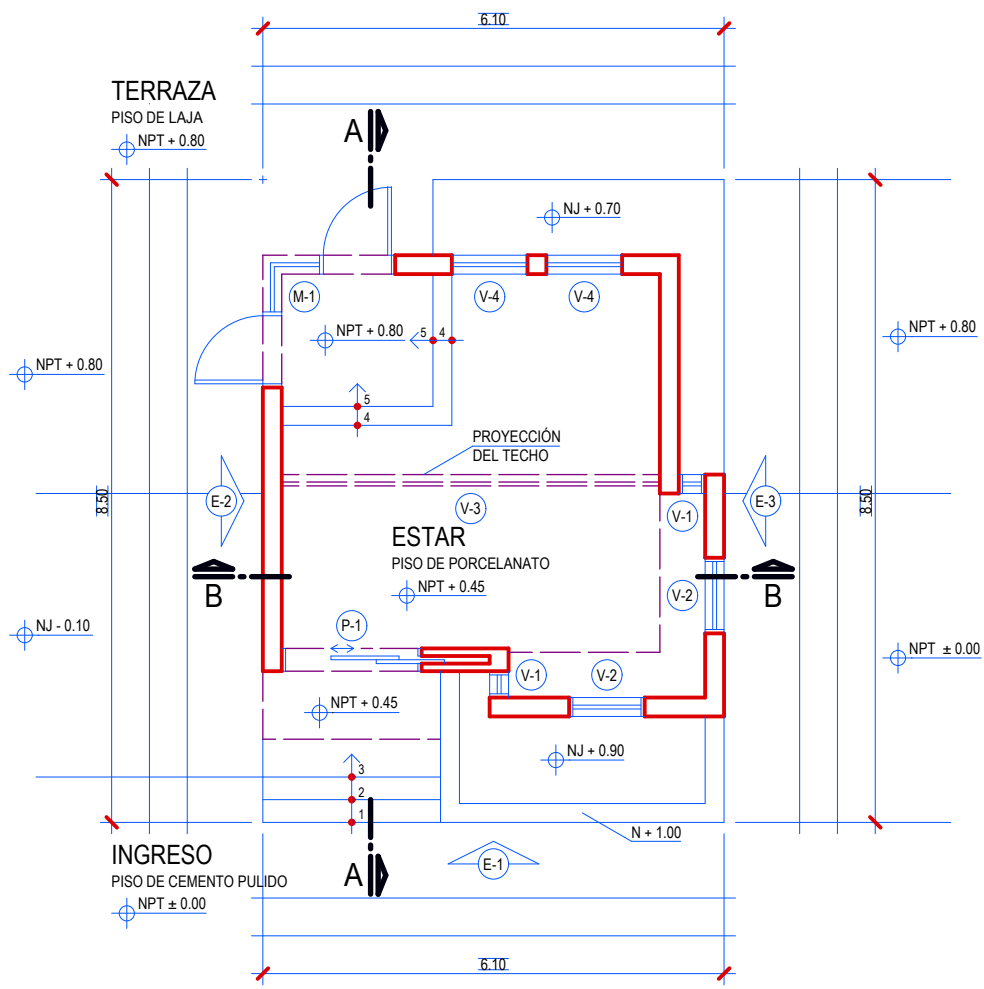 6.10
TERRAZA
PISO DE LAJA
NPT + 0.80
A
NJ + 0.70
M-1
V-4
V-4
NPT + 0.80
5
4
NPT + 0.80
NPT + 0.80
5
4
PROYECCIÓN
DEL TECHO
E-2
V-3
V-1
E-3
8.50
8.50
ESTAR
PISO DE PORCELANATO
NPT + 0.45
B
V-2
B
NJ - 0.10
P-1
NPT ± 0.00
V-1
V-2
NPT + 0.45
NJ + 0.90
3
2
1
N + 1.00
INGRESO
PISO DE CEMENTO PULIDO
NPT ± 0.00
A
E-1
6.10